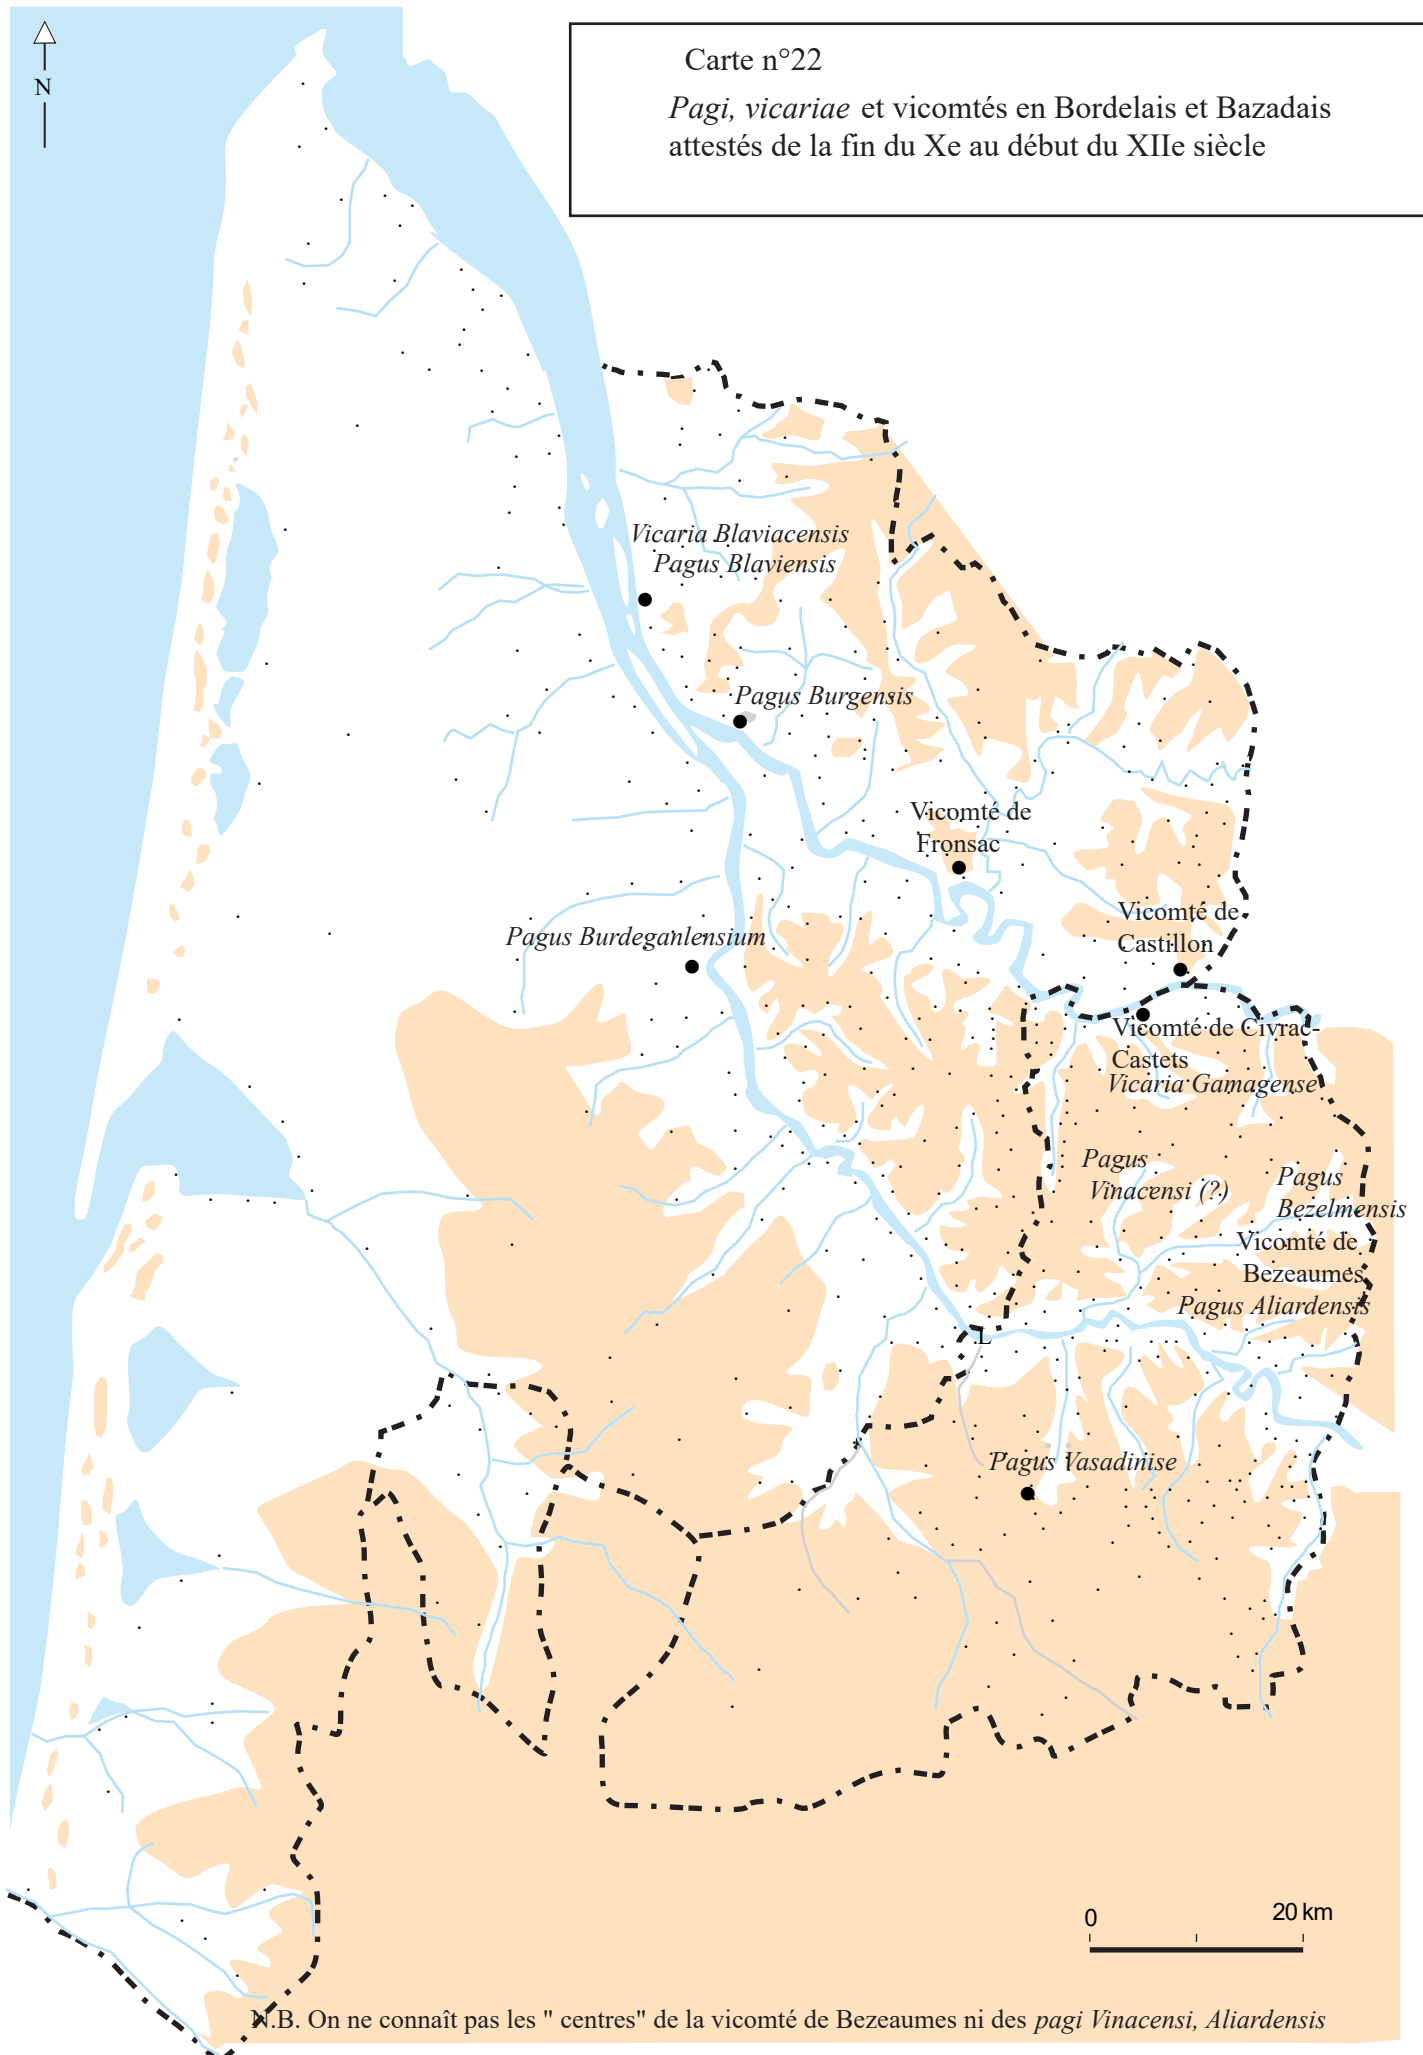 N
Carte n°22
Pagi, vicariae et vicomtés en Bordelais et Bazadais
attestés de la fin du Xe au début du XIIe siècle
Vicaria Blaviacensis
Pagus Blaviensis
Pagus Burgensis
Vicomté de
Fronsac
Vicomté de
Castillon
Pagus Burdeganlensium
Vicomté de Civrac-
Castets
Vicaria Gamagense
Pagus
Vinacensi (?)
Pagus
Bezelmensis
Vicomté de
Bezeaumes
Pagus Aliardensis
L
Pagus Vasadinise
0 20 km
N.B. On ne connaît pas les " centres" de la vicomté de Bezeaumes ni des pagi Vinacensi, Aliardensis